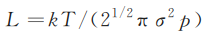 L = kT/(2^{1/2} π σ^2 p)